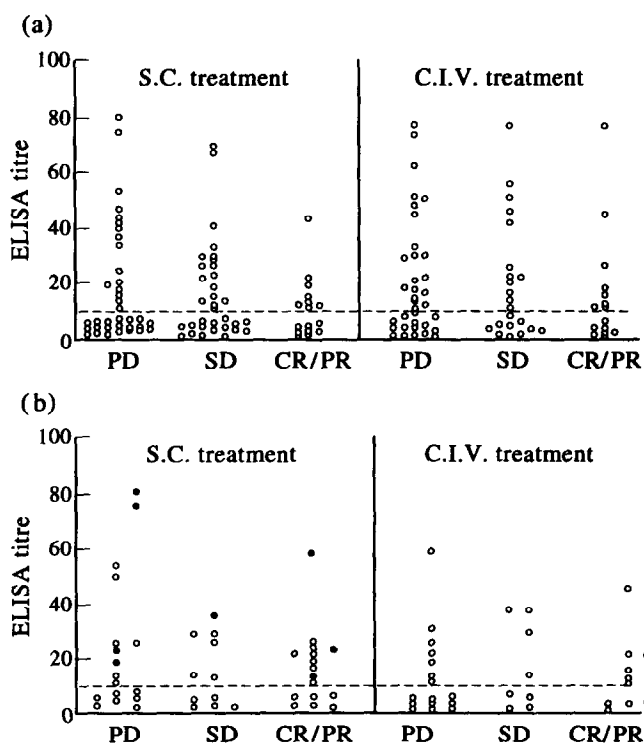 (a)
S.C. treatment C.I.V. treatment
ELISA titre
100
80
60
40
20
0
PD SD CR/PR PD SD CR/PR
(b)
S.C. treatment C.I.V. treatment
ELISA titre
100
80
60
40
20
0
PD SD CR/PR PD SD CR/PR